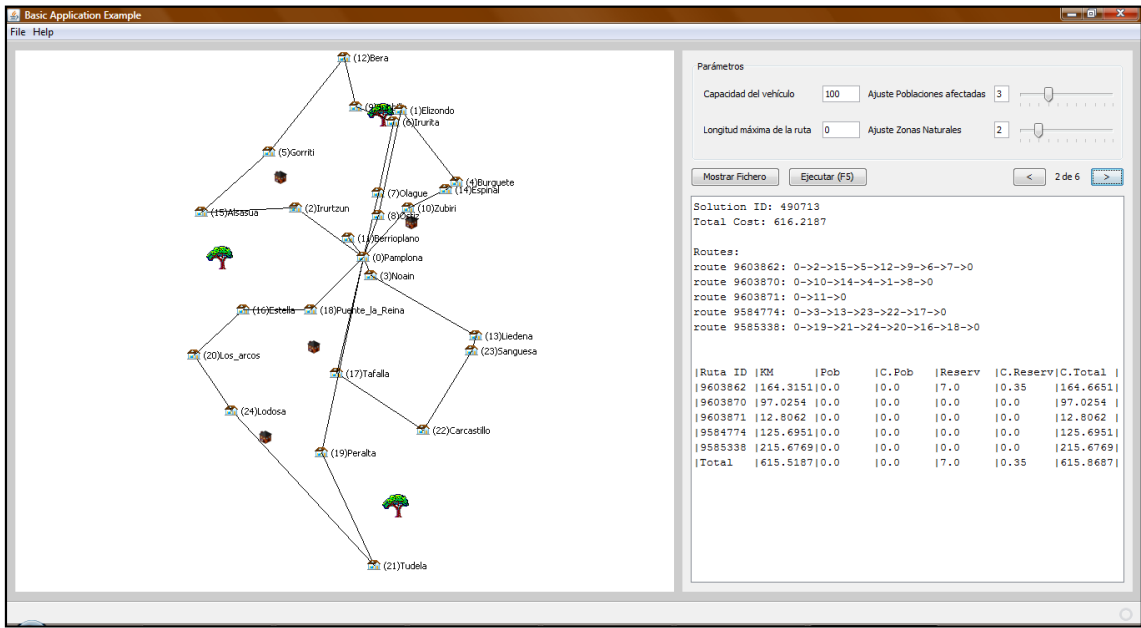 Basic Application Example
File Help
(12)Bera
(1)Elizondo
(6)Irurita
(5)Gorriti
(4)Burguete
(14)Espinal
(7)Olague
(2)Irurtzun
(10)Zubiri
(15)Alsasua
(8)Ostiz
(11)Berrioplano
(0)Pamplona
(3)Noain
(16)Estella
(18)Puente_la_Reina
(13)Liedena
(23)Sanguesa
(20)Los_arcos
(17)Tafalla
(24)Lodosa
(22)Carcastillo
(19)Peralta
(21)Tudela
Parámetros
Capacidad del vehículo 100 Ajuste Poblaciones afectadas 3
Longitud máxima de la ruta 0 Ajuste Zonas Naturales 2
Mostrar Fichero Ejecutar (F5) < 2 de 6 >
Solution ID: 490713
Total Cost: 616.2187
Routes:
route 9603862: 0->2->15->5->12->9->6->7->0
route 9603870: 0->10->14->4->1->8->0
route 9603871: 0->11->0
route 9584774: 0->3->13->23->22->17->0
route 9585338: 0->19->21->24->20->16->18->0
|Ruta ID |KM |Pob |C.Pob |Reserv |C.Reserv|C.Total |
|9603862 |164.3151|0.0 |0.0 |7.0 |0.35 |164.6651|
|9603870 |97.0254 |0.0 |0.0 |0.0 |0.0 |97.0254 |
|9603871 |12.8062 |0.0 |0.0 |0.0 |0.0 |12.8062 |
|9584774 |125.6951|0.0 |0.0 |0.0 |0.0 |125.6951|
|9585338 |215.6769|0.0 |0.0 |0.0 |0.0 |215.6769|
|Total |615.5187|0.0 |0.0 |7.0 |0.35 |615.8687|